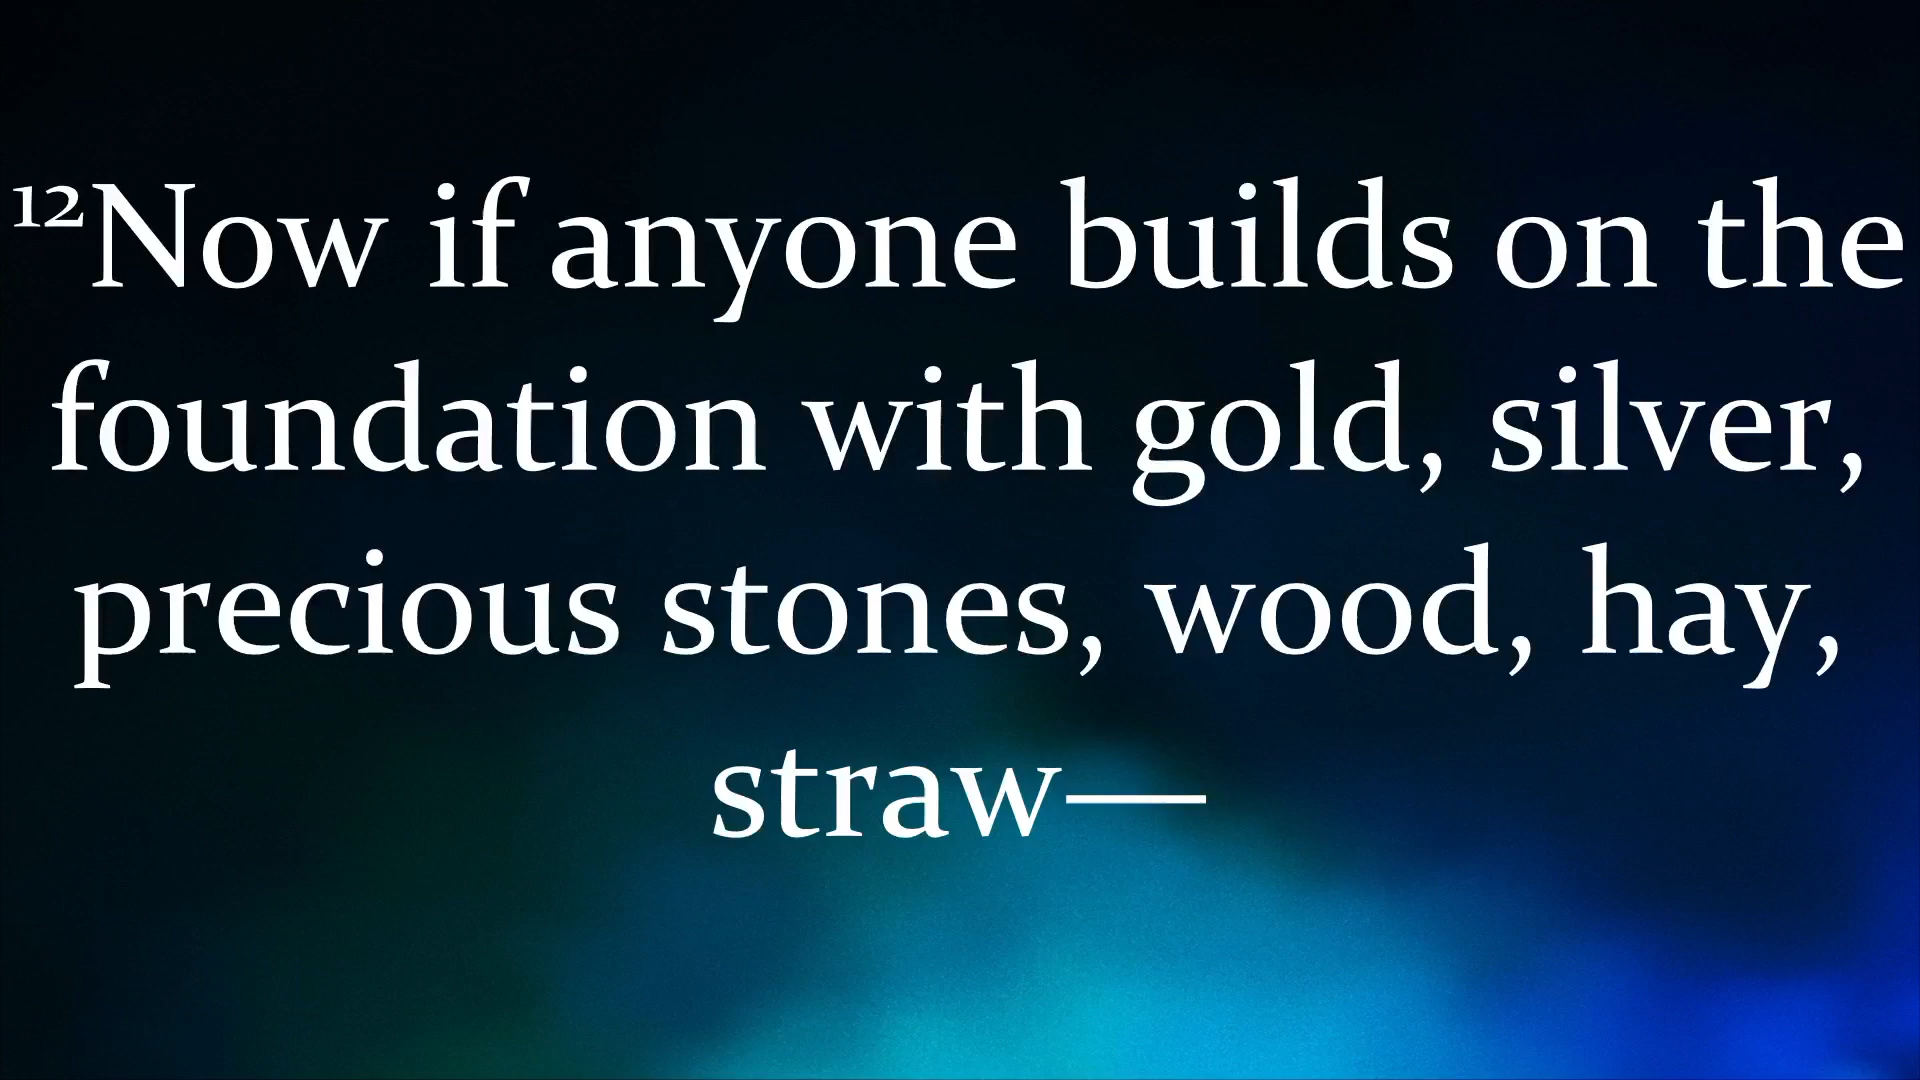 ¹²Now if anyone builds on the
foundation with gold, silver,
precious stones, wood, hay,
straw—